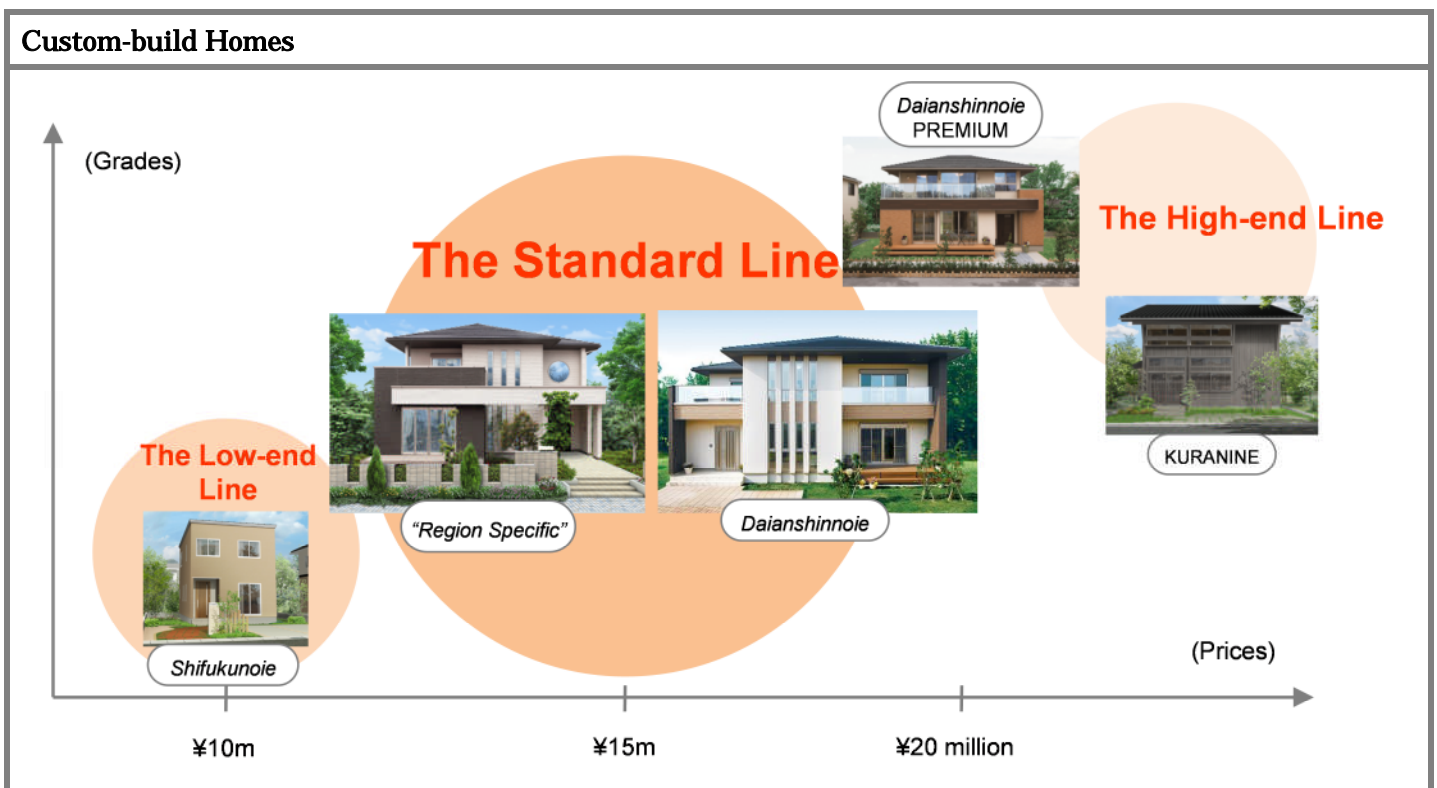 Custom-build Homes
(Grades)
Daianshinnoie
PREMIUM
The High-end Line
The Standard Line
KURANINE
The Low-end
Line
“Region Specific”
Daianshinnoie
Shifukunoie
(Prices)
¥10m
¥15m
¥20 million